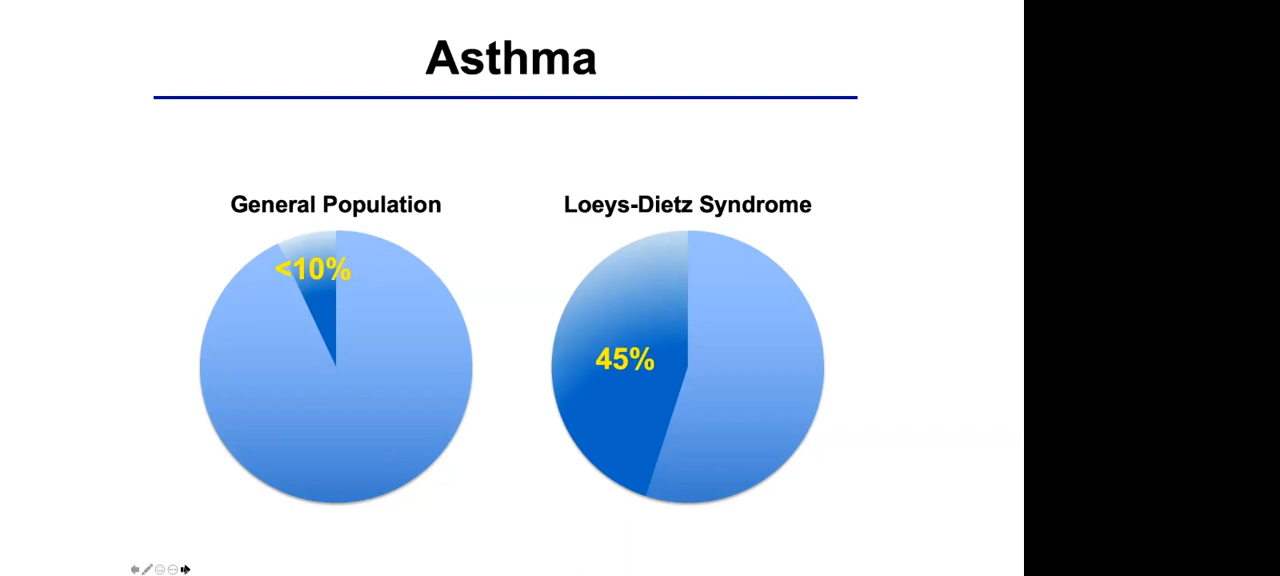 Asthma
General Population
Loeys-Dietz Syndrome
<10%
45%